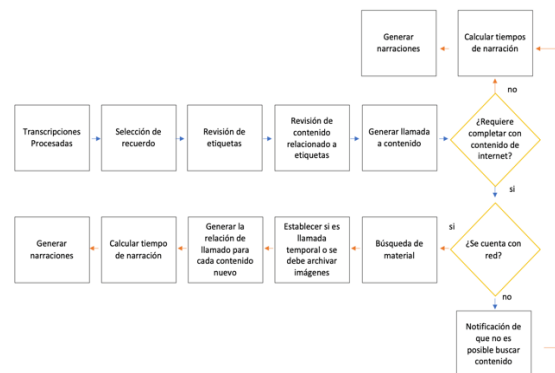 Generar
narraciones
Calcular tiempos
de narración
no
Transcripciones
Procesadas
Selección de
recuerdo
Revisión de
etiquetas
Revisión de
contenido
relacionado a
etiquetas
Generar llamada
a contenido
¿Requiere
completar con
contenido de
internet?
si
Generar
narraciones
Calcular tiempo
de narración
Generar la
relación de
llamado para
cada contenido
nuevo
Establecer si es
llamada
temporal o se
debe archivar
imágenes
Búsqueda de
material
si
¿Se cuenta con
red?
no
Notificación de
que no es
posible buscar
contenido